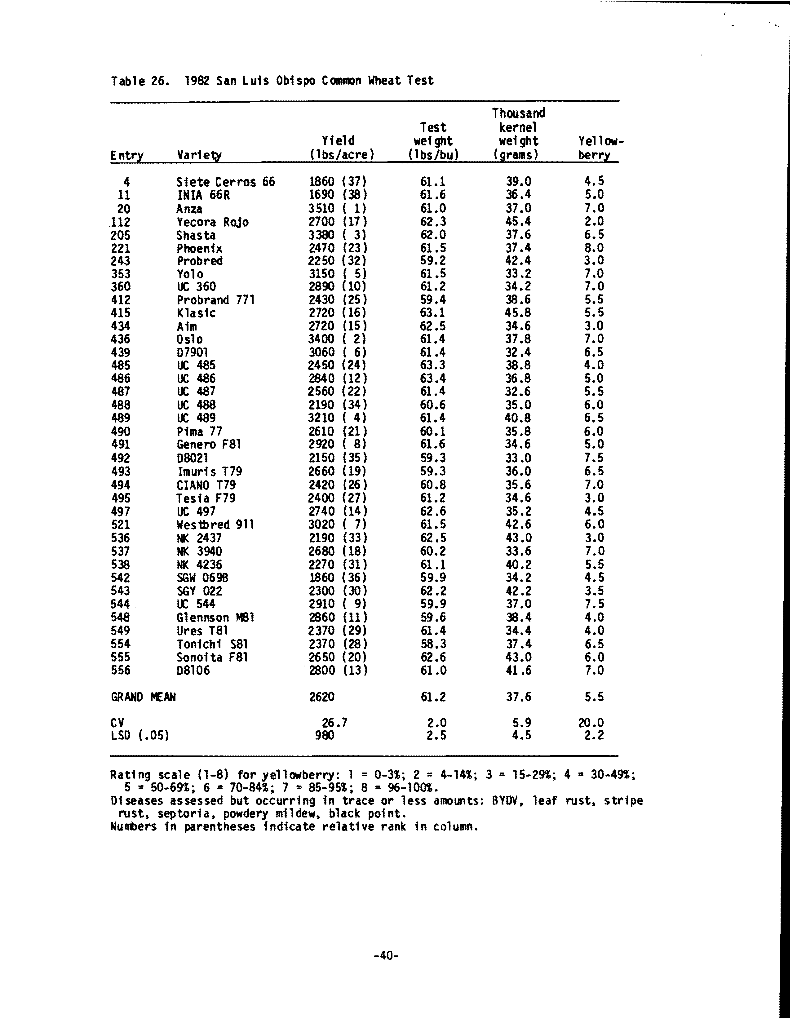 Table 26. 1982 San Luis Obispo Common Wheat Test
Thousand
Test kernel
Yield weight weight Yellow-
Entry Variety (lbs/acre) (lbs/bu) (grams) berry
4 Siete Cerros 66 1860 (37) 61.1 39.0 4.5
11 INIA 66R 1690 (38) 61.6 36.4 5.0
20 Anza 3510 ( 1) 61.0 37.0 7.0
112 Yecora Rojo 2700 (17) 62.3 45.4 2.0
205 Shasta 3380 ( 3) 62.0 37.6 6.5
221 Phoenix 2470 (23) 61.5 37.4 8.0
243 Probred 2250 (32) 59.2 42.4 3.0
353 Yolo 3150 ( 5) 61.5 33.2 7.0
360 UC 360 2890 (10) 61.2 34.2 7.0
412 Probrand 771 2430 (25) 59.4 38.6 5.5
415 Klasic 2720 (16) 63.1 45.8 5.5
434 Aim 2720 (15) 62.5 34.6 3.0
436 Oslo 3400 ( 2) 61.4 37.8 7.0
439 D7901 3060 ( 6) 61.4 32.4 6.5
485 UC 485 2450 (24) 63.3 38.8 4.0
486 UC 486 2840 (12) 63.4 36.8 5.0
487 UC 487 2560 (22) 61.4 32.6 5.5
488 UC 488 2190 (34) 60.6 35.0 6.0
489 UC 489 3210 ( 4) 61.4 40.8 6.5
490 Pima 77 2610 (21) 60.1 35.8 6.0
491 Genero F81 2920 ( 8) 61.6 34.6 5.0
492 D8021 2150 (35) 59.3 33.0 7.5
493 Imuris T79 2660 (19) 59.3 36.0 6.5
494 CIANO T79 2420 (26) 60.8 35.6 7.0
495 Tesia F79 2400 (27) 61.2 34.6 3.0
497 UC 497 2740 (14) 62.6 35.2 4.5
521 Westbred 911 3020 ( 7) 61.5 42.6 6.0
536 NK 2437 2190 (33) 62.5 43.0 3.0
537 NK 3940 2680 (18) 60.2 33.6 7.0
538 NK 4236 2270 (31) 61.1 40.2 5.5
542 SGW 0698 1860 (36) 59.9 34.2 4.5
543 SGY 022 2300 (30) 62.2 42.2 3.5
544 UC 544 2910 ( 9) 59.9 37.0 7.5
548 Glennson M81 2860 (11) 59.6 38.4 4.0
549 Ures T81 2370 (29) 61.4 34.4 4.0
554 Tonichi S81 2370 (28) 58.3 37.4 6.5
555 Sonoita F81 2650 (20) 62.6 43.0 6.0
556 D8106 2800 (13) 61.0 41.6 7.0
GRAND MEAN 2620 61.2 37.6 5.5
CV 26.7 2.0 5.9 20.0
LSD (.05) 980 2.5 4.5 2.2
Rating scale (1-8) for yellowberry: 1 = 0-3%; 2 = 4-14%; 3 = 15-29%; 4 = 30-49%;
5 = 50-69%; 6 = 70-84%; 7 = 85-95%; 8 = 96-100%.
Diseases assessed but occurring in trace or less amounts: BYDV, leaf rust, stripe
rust, septoria, powdery mildew, black point.
Numbers in parentheses indicate relative rank in column.
-40-